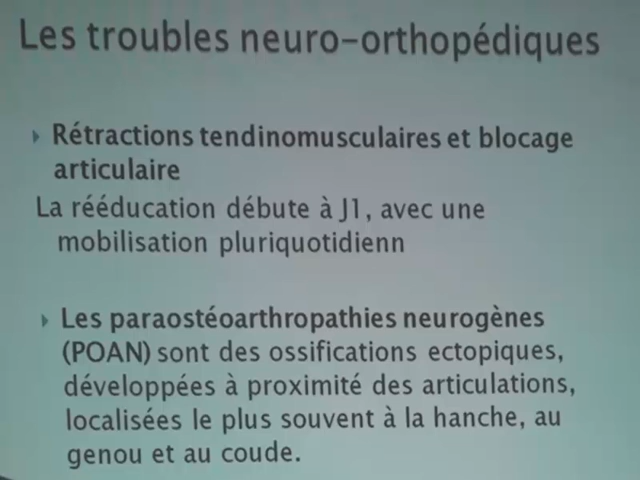 Les troubles neuro-orthopédiques
Rétractions tendinomusculaires et blocage
articulaire
La rééducation débute à J1, avec une
mobilisation pluriquotidienn
Les paraostéoarthropathies neurogènes
(POAN) sont des ossifications ectopiques,
développées à proximité des articulations,
localisées le plus souvent à la hanche, au
genou et au coude.